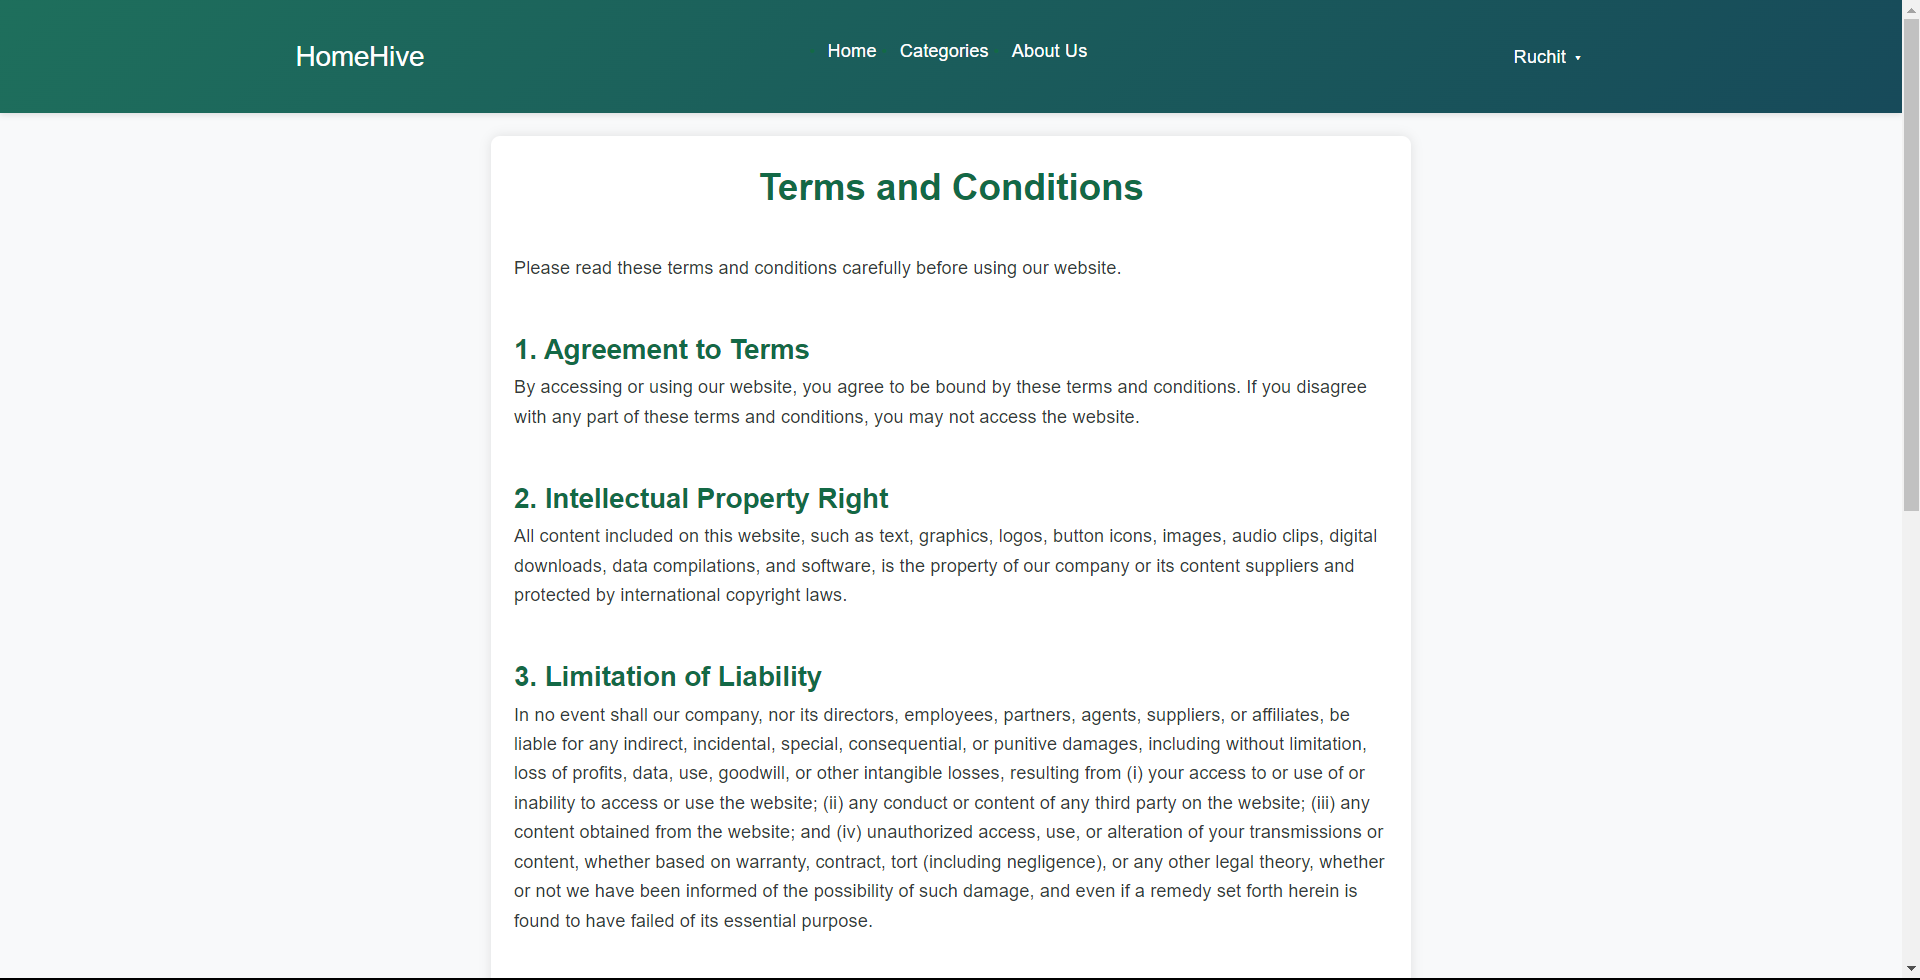 HomeHive
Home Categories About Us
Ruchit
Terms and Conditions
Please read these terms and conditions carefully before using our website.
1. Agreement to Terms
By accessing or using our website, you agree to be bound by these terms and conditions. If you disagree
with any part of these terms and conditions, you may not access the website.
2. Intellectual Property Right
All content included on this website, such as text, graphics, logos, button icons, images, audio clips, digital
downloads, data compilations, and software, is the property of our company or its content suppliers and
protected by international copyright laws.
3. Limitation of Liability
In no event shall our company, nor its directors, employees, partners, agents, suppliers, or affiliates, be
liable for any indirect, incidental, special, consequential, or punitive damages, including without limitation,
loss of profits, data, use, goodwill, or other intangible losses, resulting from (i) your access to or use of or
inability to access or use the website; (ii) any conduct or content of any third party on the website; (iii) any
content obtained from the website; and (iv) unauthorized access, use, or alteration of your transmissions or
content, whether based on warranty, contract, tort (including negligence), or any other legal theory, whether
or not we have been informed of the possibility of such damage, and even if a remedy set forth herein is
found to have failed of its essential purpose.